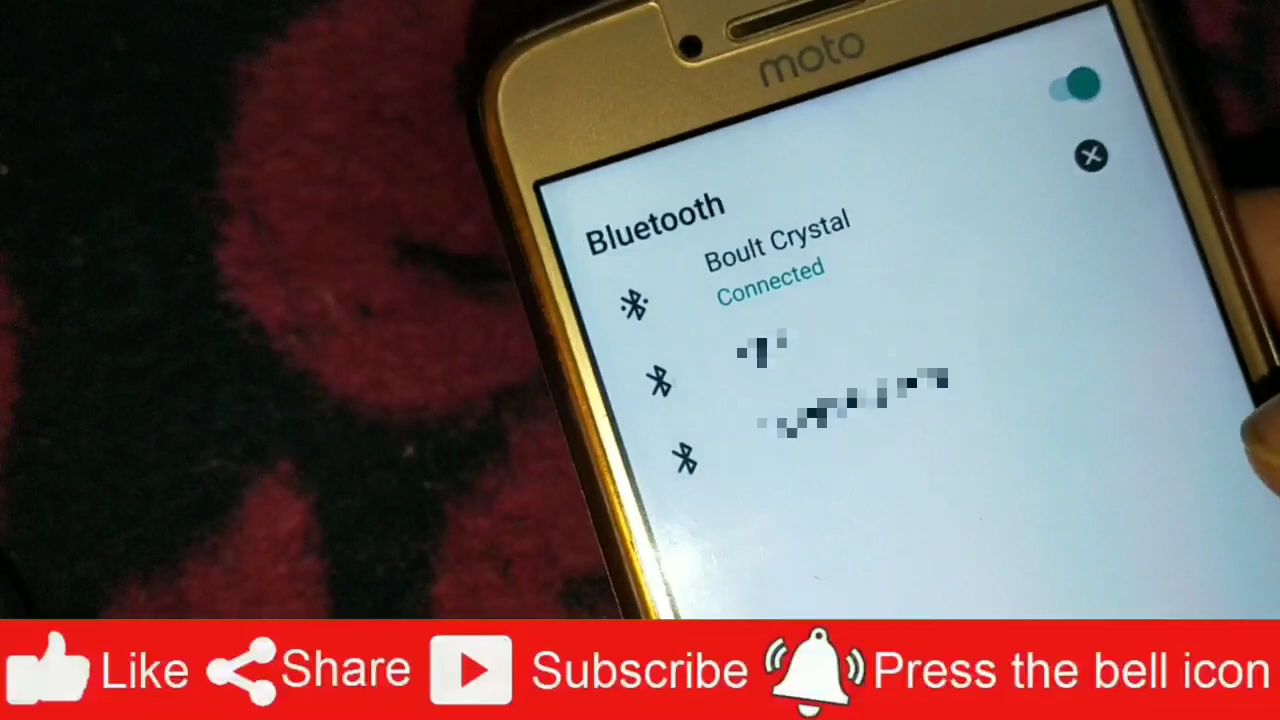 moto
Bluetooth
Boult Crystal
Connected
Like Share Subscribe Press the bell icon